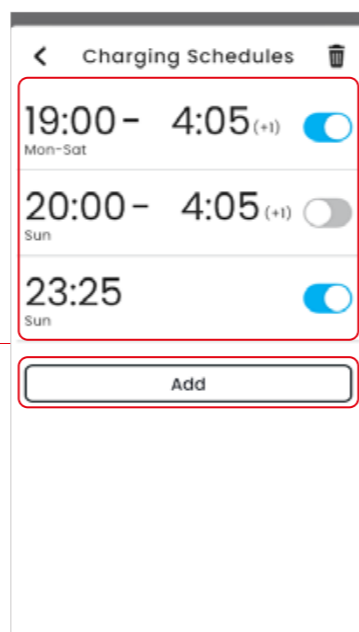 Charging Schedules
19:00 - 4:05 (+1)
Mon-Sat
20:00 - 4:05 (+1)
Sun
23:25
Sun
Add